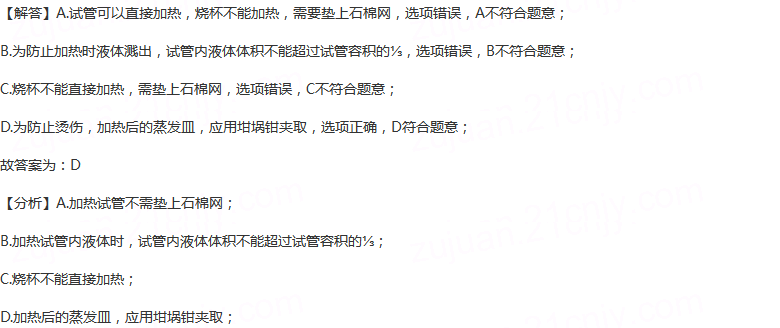 【解答】A.试管可以直接加热，烧杯不能加热，需要垫上石棉网，选项错误，A不符合题意；
B.为防止加热时液体溅出，试管内液体体积不能超过试管容积的⅓，选项错误，B不符合题意；
C.烧杯不能直接加热，需垫上石棉网，选项错误，C不符合题意；
D.为防止烫伤，加热后的蒸发皿，应用坩埚钳夹取，选项正确，D符合题意；
故答案为：D
【分析】A.加热试管不需垫上石棉网；
B.加热试管内液体时，试管内液体体积不能超过试管容积的⅓；
C.烧杯不能直接加热；
D.加热后的蒸发皿，应用坩埚钳夹取；